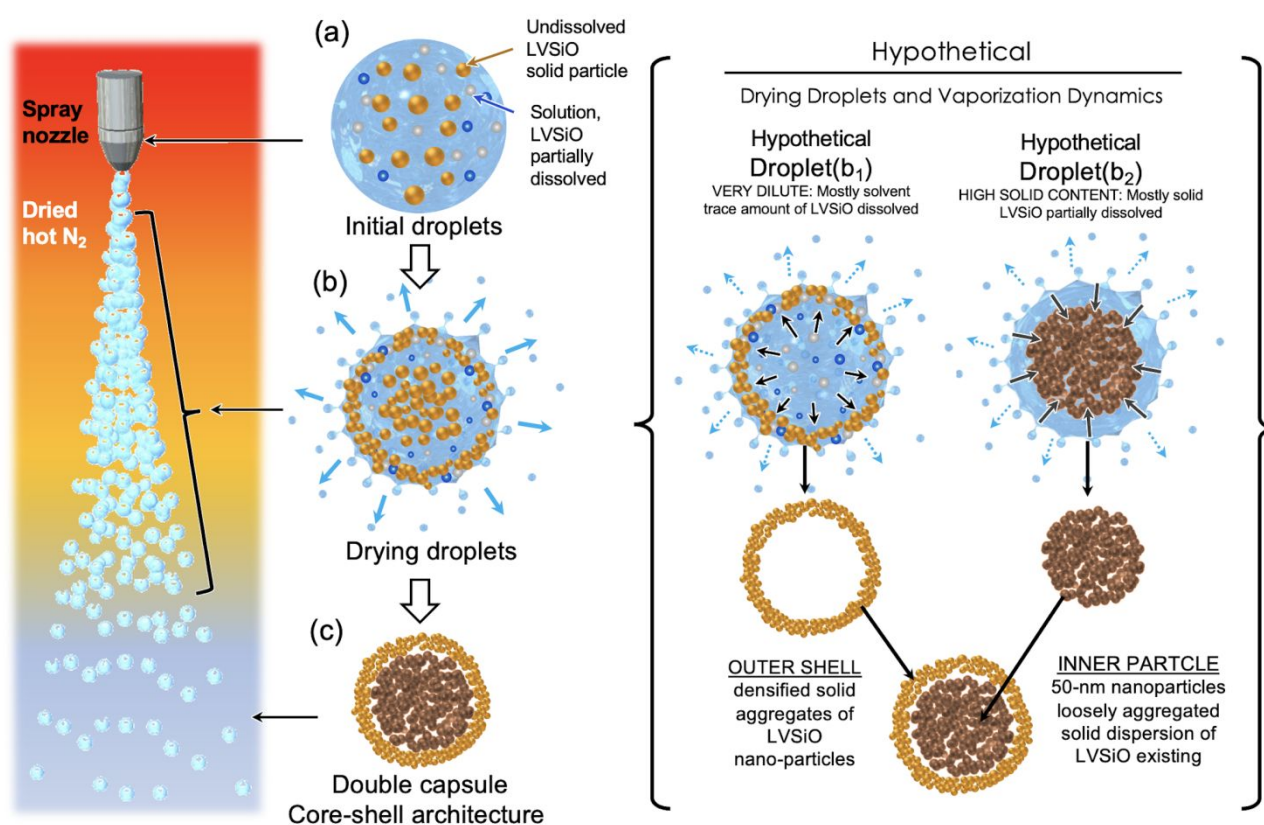 Spray
nozzle
Dried
hot N₂
(a)
Undissolved
LVSiO
solid particle
Solution,
LVSiO
partially
dissolved
Initial droplets
(b)
Drying droplets
(c)
Double capsule
Core-shell architecture
Hypothetical
Drying Droplets and Vaporization Dynamics
Hypothetical
Droplet(b₁)
VERY DILUTE: Mostly solvent
trace amount of LVSiO dissolved
Hypothetical
Droplet(b₂)
HIGH SOLID CONTENT: Mostly solid
LVSiO partially dissolved
OUTER SHELL
densified solid
aggregates of
LVSiO
nano-particles
INNER PARTCLE
50-nm nanoparticles
loosely aggregated
solid dispersion of
LVSiO existing